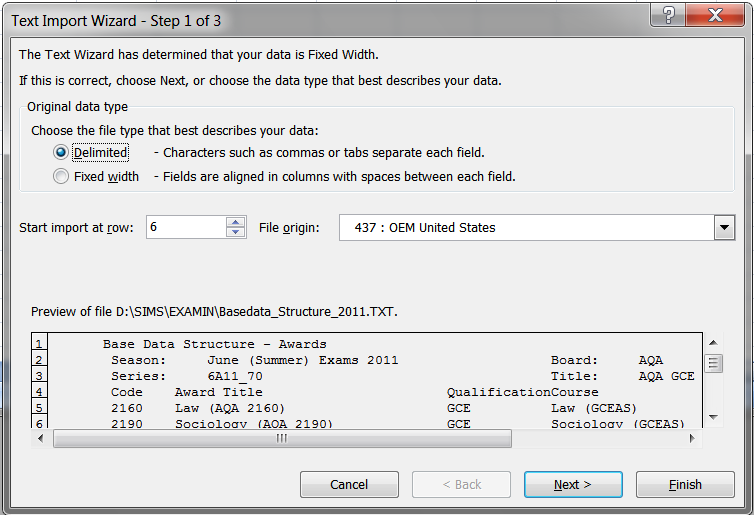 Text Import Wizard - Step 1 of 3
The Text Wizard has determined that your data is Fixed Width.
If this is correct, choose Next, or choose the data type that best describes your data.
Original data type
Choose the file type that best describes your data:
Delimited - Characters such as commas or tabs separate each field.
Fixed width - Fields are aligned in columns with spaces between each field.
Start import at row: 6 File origin: 437 : OEM United States
Preview of file D:\SIMS\EXAMIN\Basedata_Structure_2011.TXT.
1 Base Data Structure - Awards
2 Season: June (Summer) Exams 2011 Board: AQA
3 Series: 6A11_70 Title: AQA GCE
4 Code Award Title QualificationCourse
5 2160 Law (AQA 2160) GCE Law (GCEAS)
6 2190 Sociology (AQA 2190) GCE Sociology (GCEAS)
Cancel < Back Next > Finish